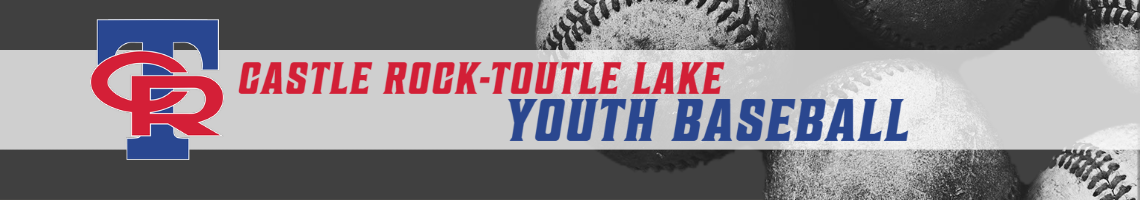 T
CR
CASTLE ROCK-TOUTLE LAKE
YOUTH BASEBALL